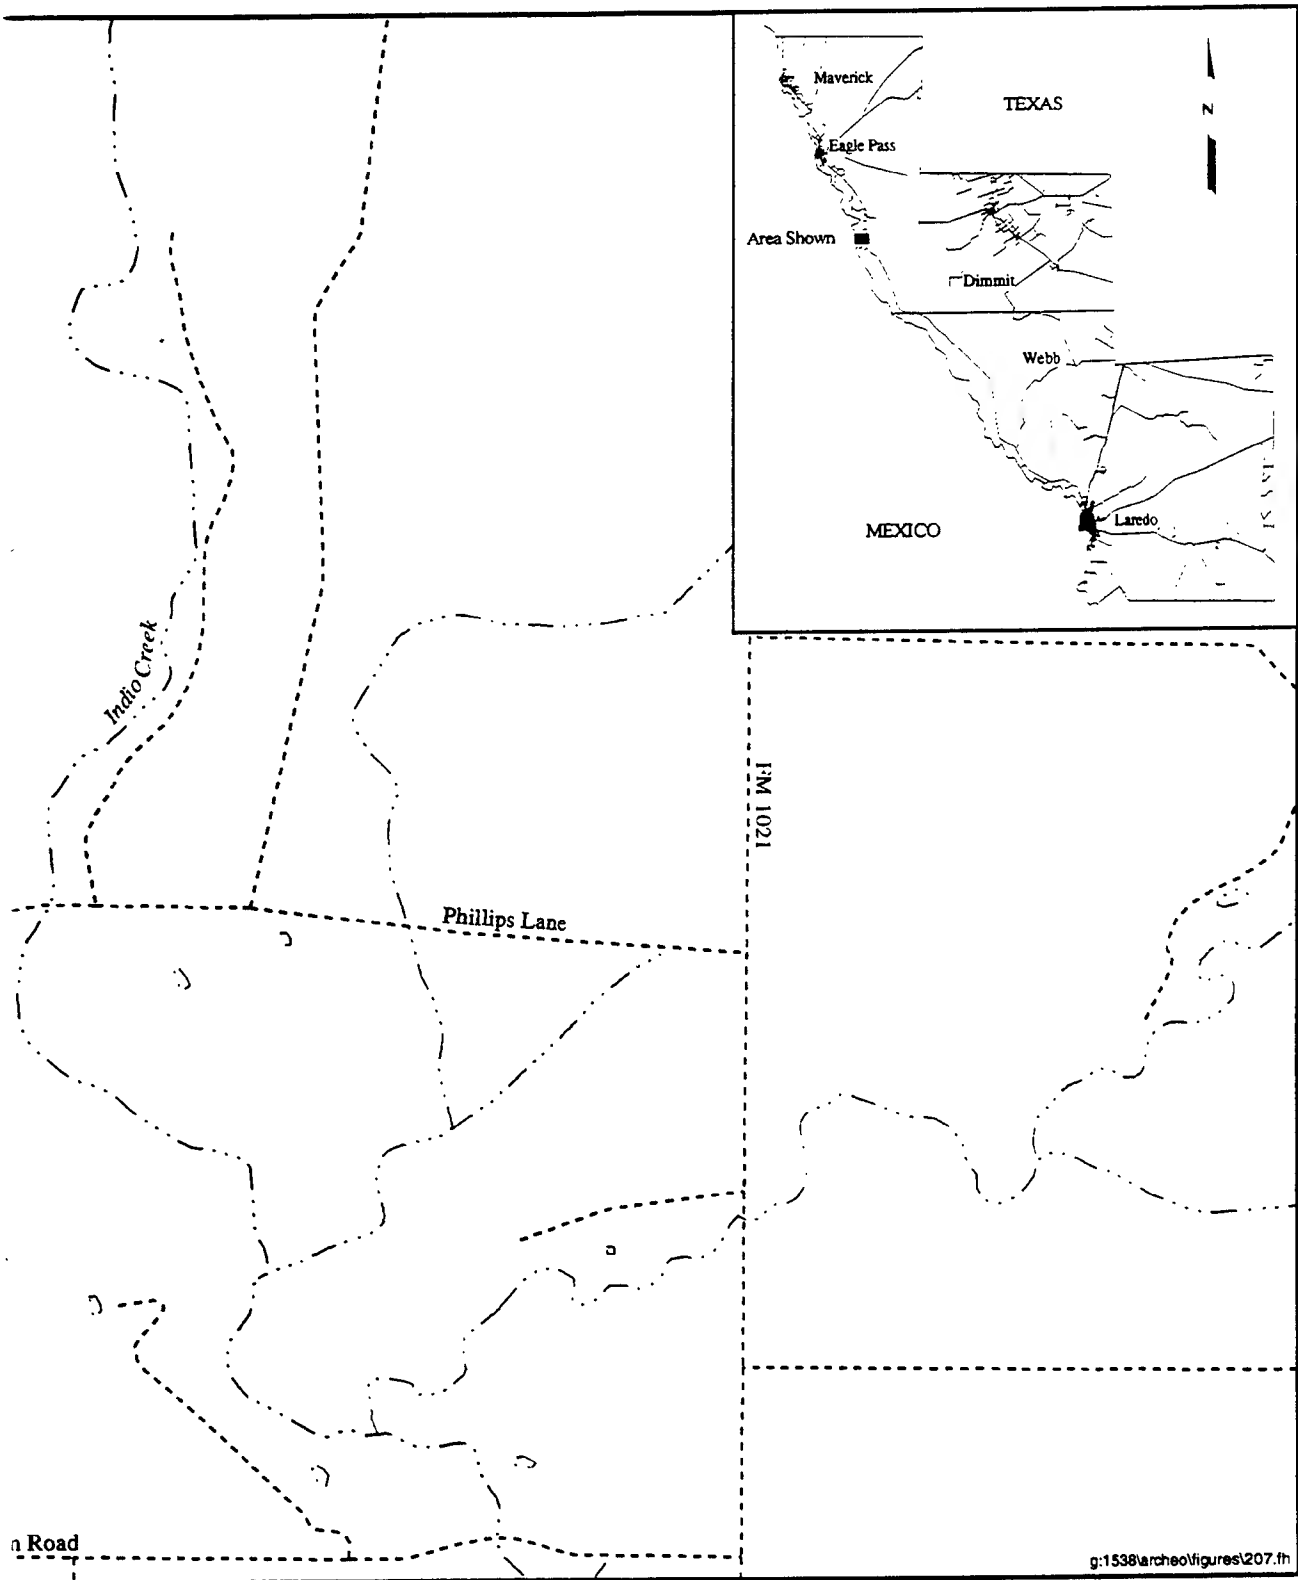 Maverick
TEXAS
N
Eagle Pass
Area Shown
Dimmit
Webb
MEXICO
Laredo
Indio Creek
FM 1021
Phillips Lane
n Road
g:1538\archeo\figures\207.fh